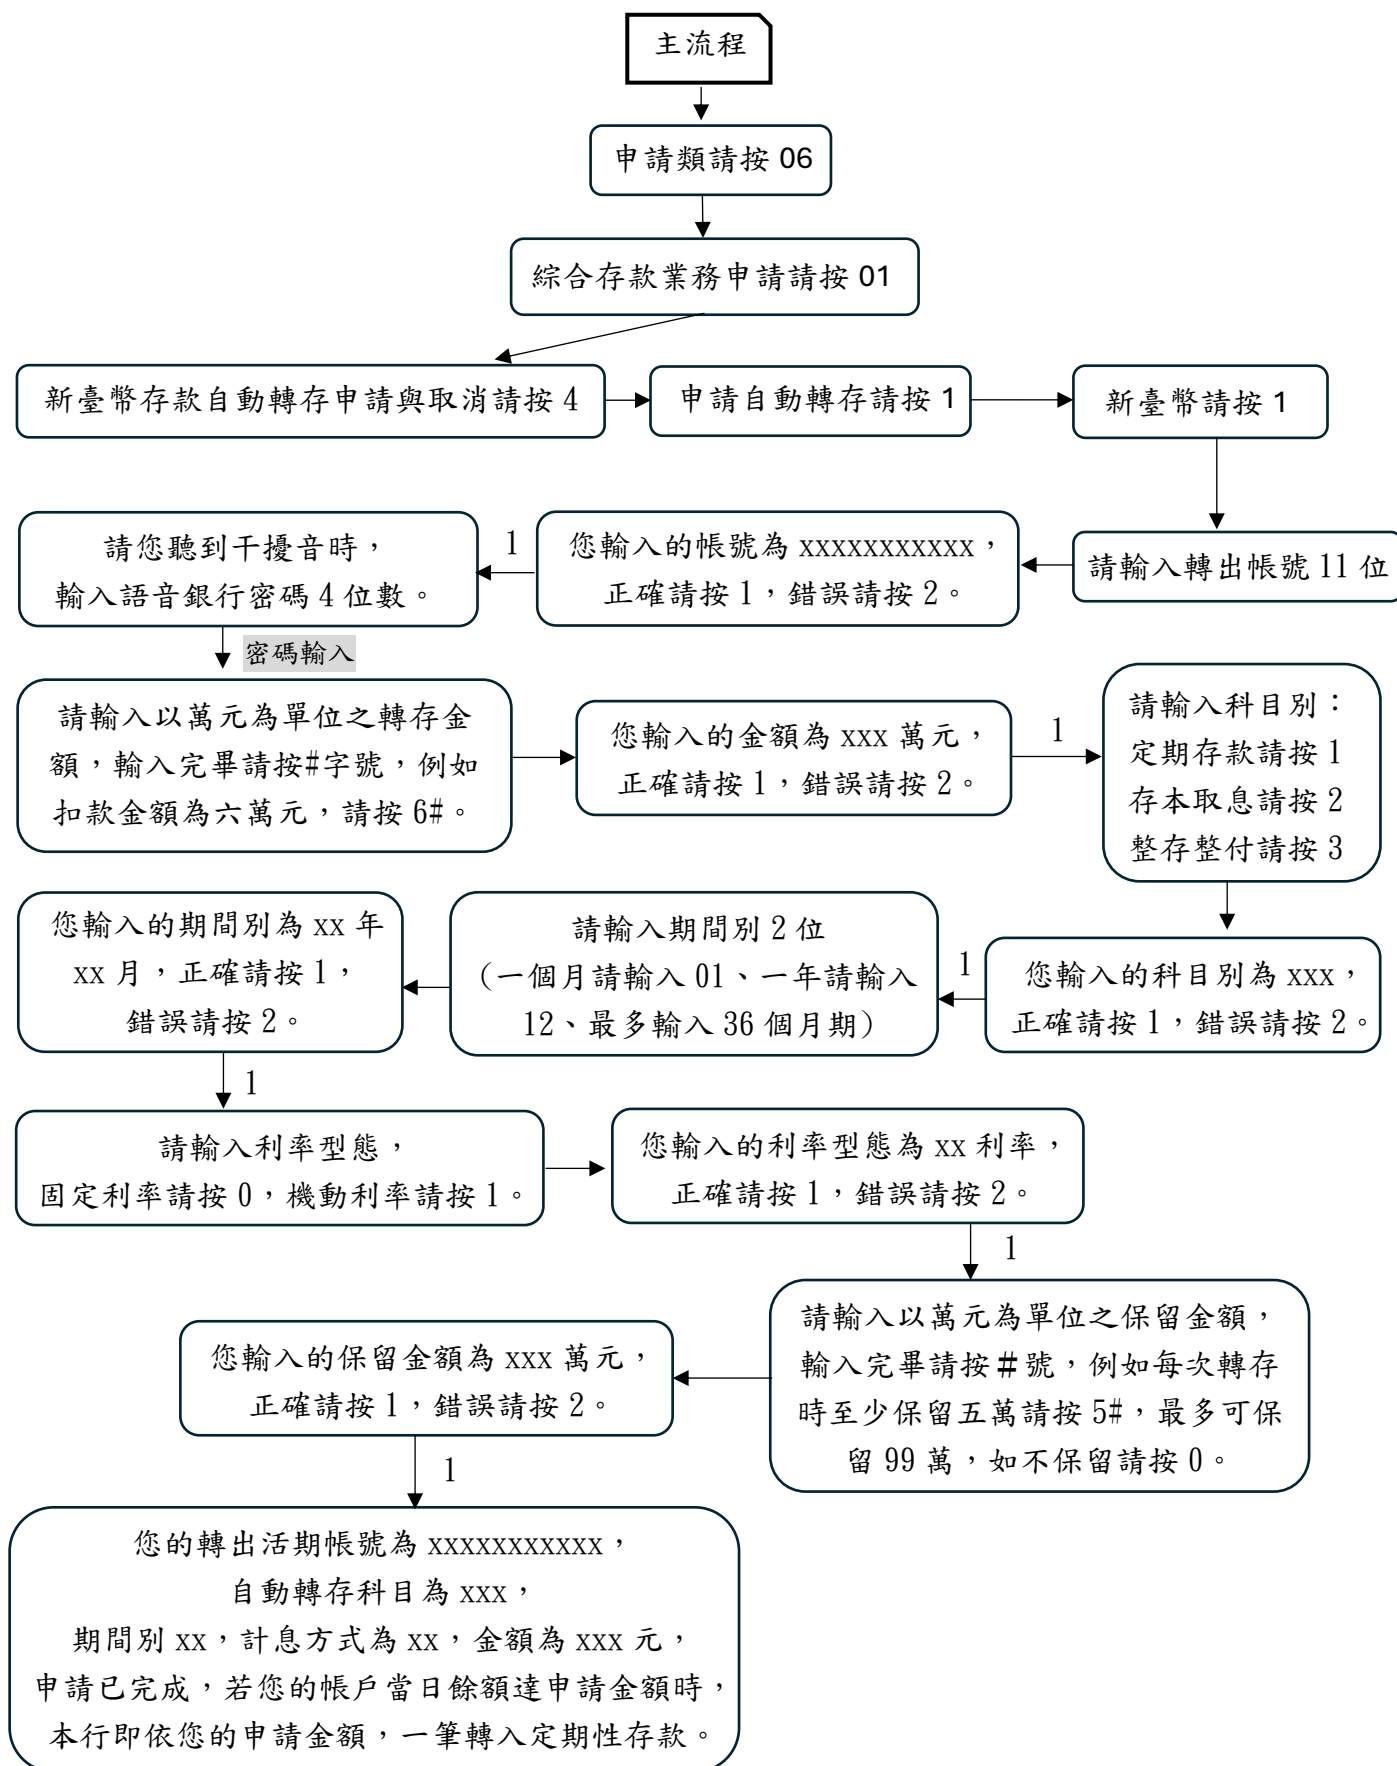 主流程
申請類請按 06
綜合存款業務申請請按 01
新臺幣存款自動轉存申請與取消請按 4
申請自動轉存請按 1
新臺幣請按 1
請輸入轉出帳號 11 位
您輸入的帳號為 xxxxxxxxxxx，
正確請按 1，錯誤請按 2。
1
請您聽到干擾音時，
輸入語音銀行密碼 4 位數。
密碼輸入
請輸入以萬元為單位之轉存金
額，輸入完畢請按#字號，例如
扣款金額為六萬元，請按 6#。
您輸入的金額為 xxx 萬元，
正確請按 1，錯誤請按 2。
1
請輸入科目別：
定期存款請按 1
存本取息請按 2
整存整付請按 3
您輸入的科目別為 xxx，
正確請按 1，錯誤請按 2。
1
請輸入期間別 2 位
（一個月請輸入 01、一年請輸入
12、最多輸入 36 個月期）
您輸入的期間別為 xx 年
xx 月，正確請按 1，
錯誤請按 2。
1
請輸入利率型態，
固定利率請按 0，機動利率請按 1。
您輸入的利率型態為 xx 利率，
正確請按 1，錯誤請按 2。
1
請輸入以萬元為單位之保留金額，
輸入完畢請按＃號，例如每次轉存
時至少保留五萬請按 5#，最多可保
留 99 萬，如不保留請按 0。
您輸入的保留金額為 xxx 萬元，
正確請按 1，錯誤請按 2。
1
您的轉出活期帳號為 xxxxxxxxxxx，
自動轉存科目為 xxx，
期間別 xx，計息方式為 xx，金額為 xxx 元，
申請已完成，若您的帳戶當日餘額達申請金額時，
本行即依您的申請金額，一筆轉入定期性存款。